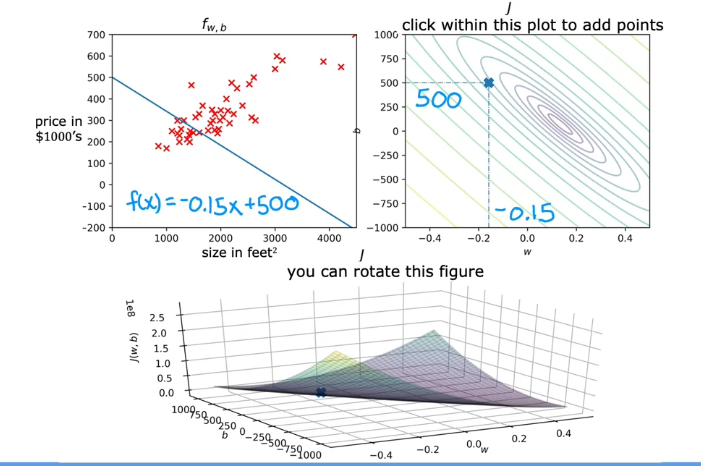 f_{w,b}
700
600
500
400
300
200
100
0
-100
-200
price in
$1000's
f(x)=-0.15x+500
0 1000 2000 3000 4000
size in feet²
J
click within this plot to add points
1000
750
500
250
0
−250
−500
−750
−1000
b
500
-0.15
−0.4 −0.2 0.0 0.2 0.4
w
J
you can rotate this figure
1e8
2.5
2.0
1.5
1.0
0.5
0.0
J(w, b)
1000
750
500
250
0
−250
−500
−750
−1000
b
−0.4 −0.2 0.0 0.2 0.4
w